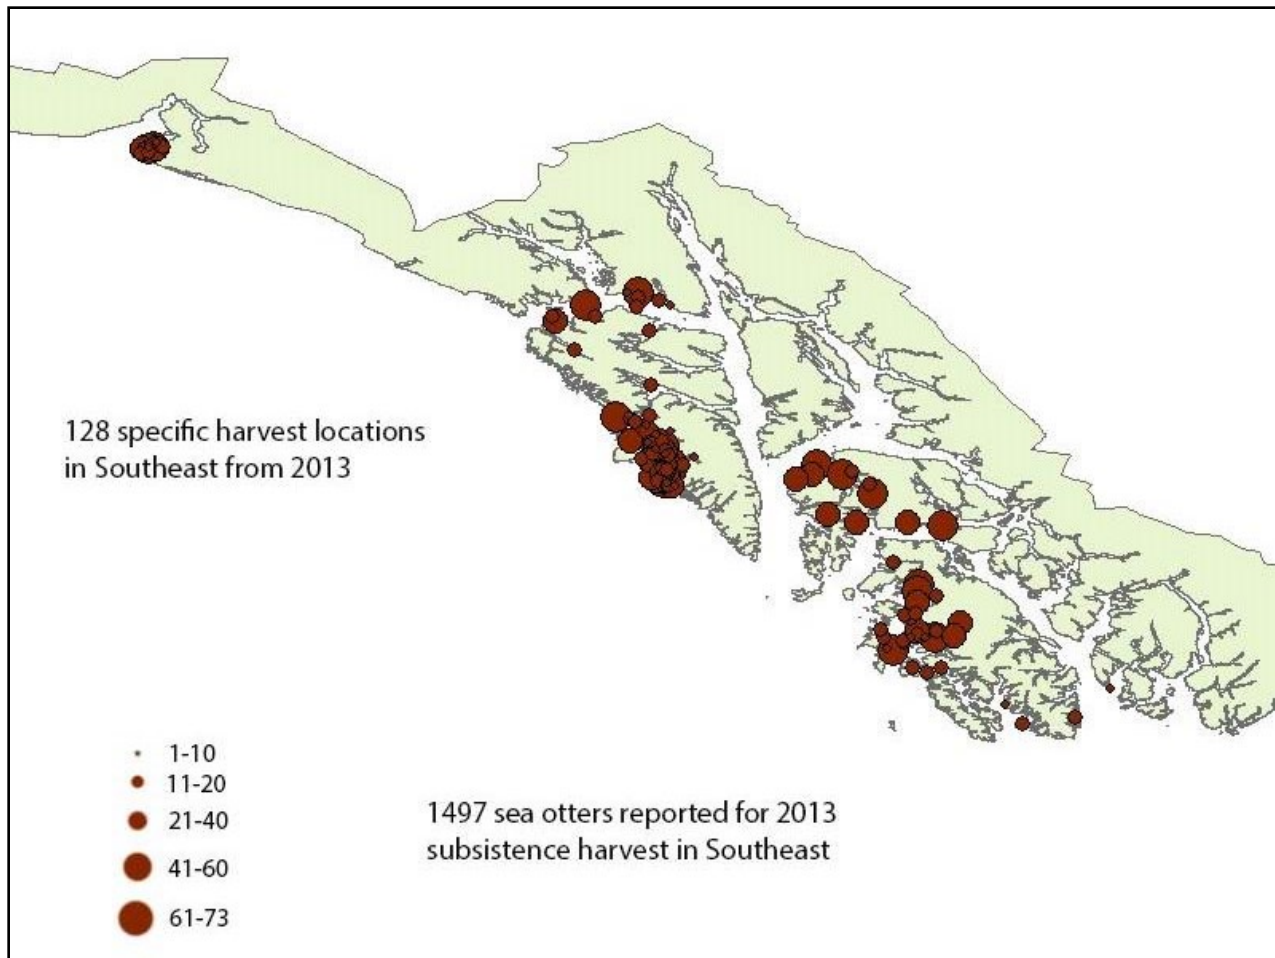 128 specific harvest locations
in Southeast from 2013
1-10
11-20
21-40
41-60
61-73
1497 sea otters reported for 2013
subsistence harvest in Southeast